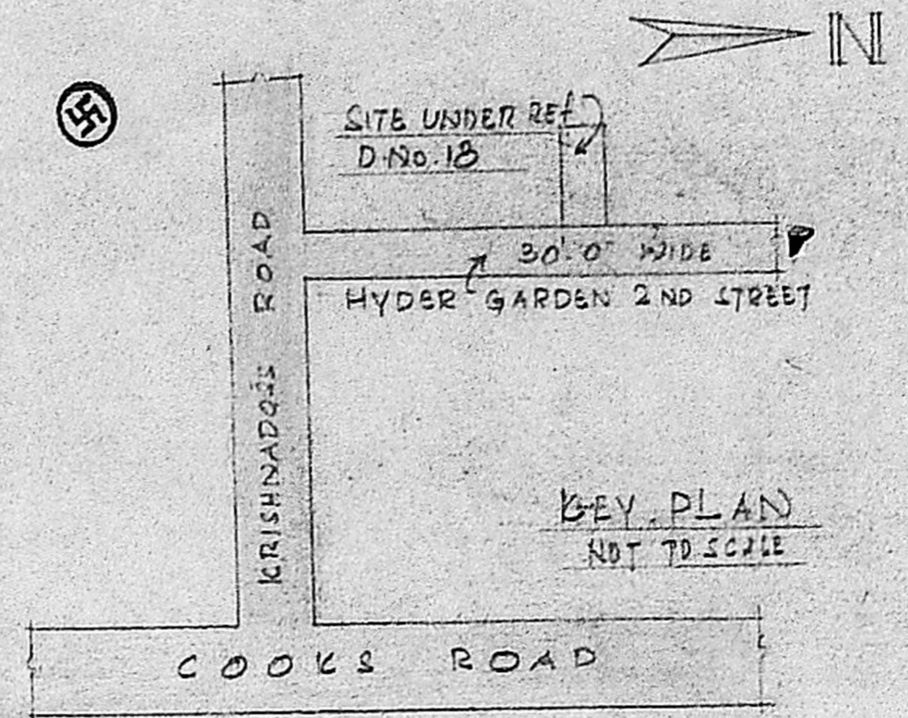 N
SITE UNDER REF
D.No.18
30'.0" WIDE
HYDER GARDEN 2ND STREET
KRISHNADOSS ROAD
KEY PLAN
NOT TO SCALE
COOKS ROAD